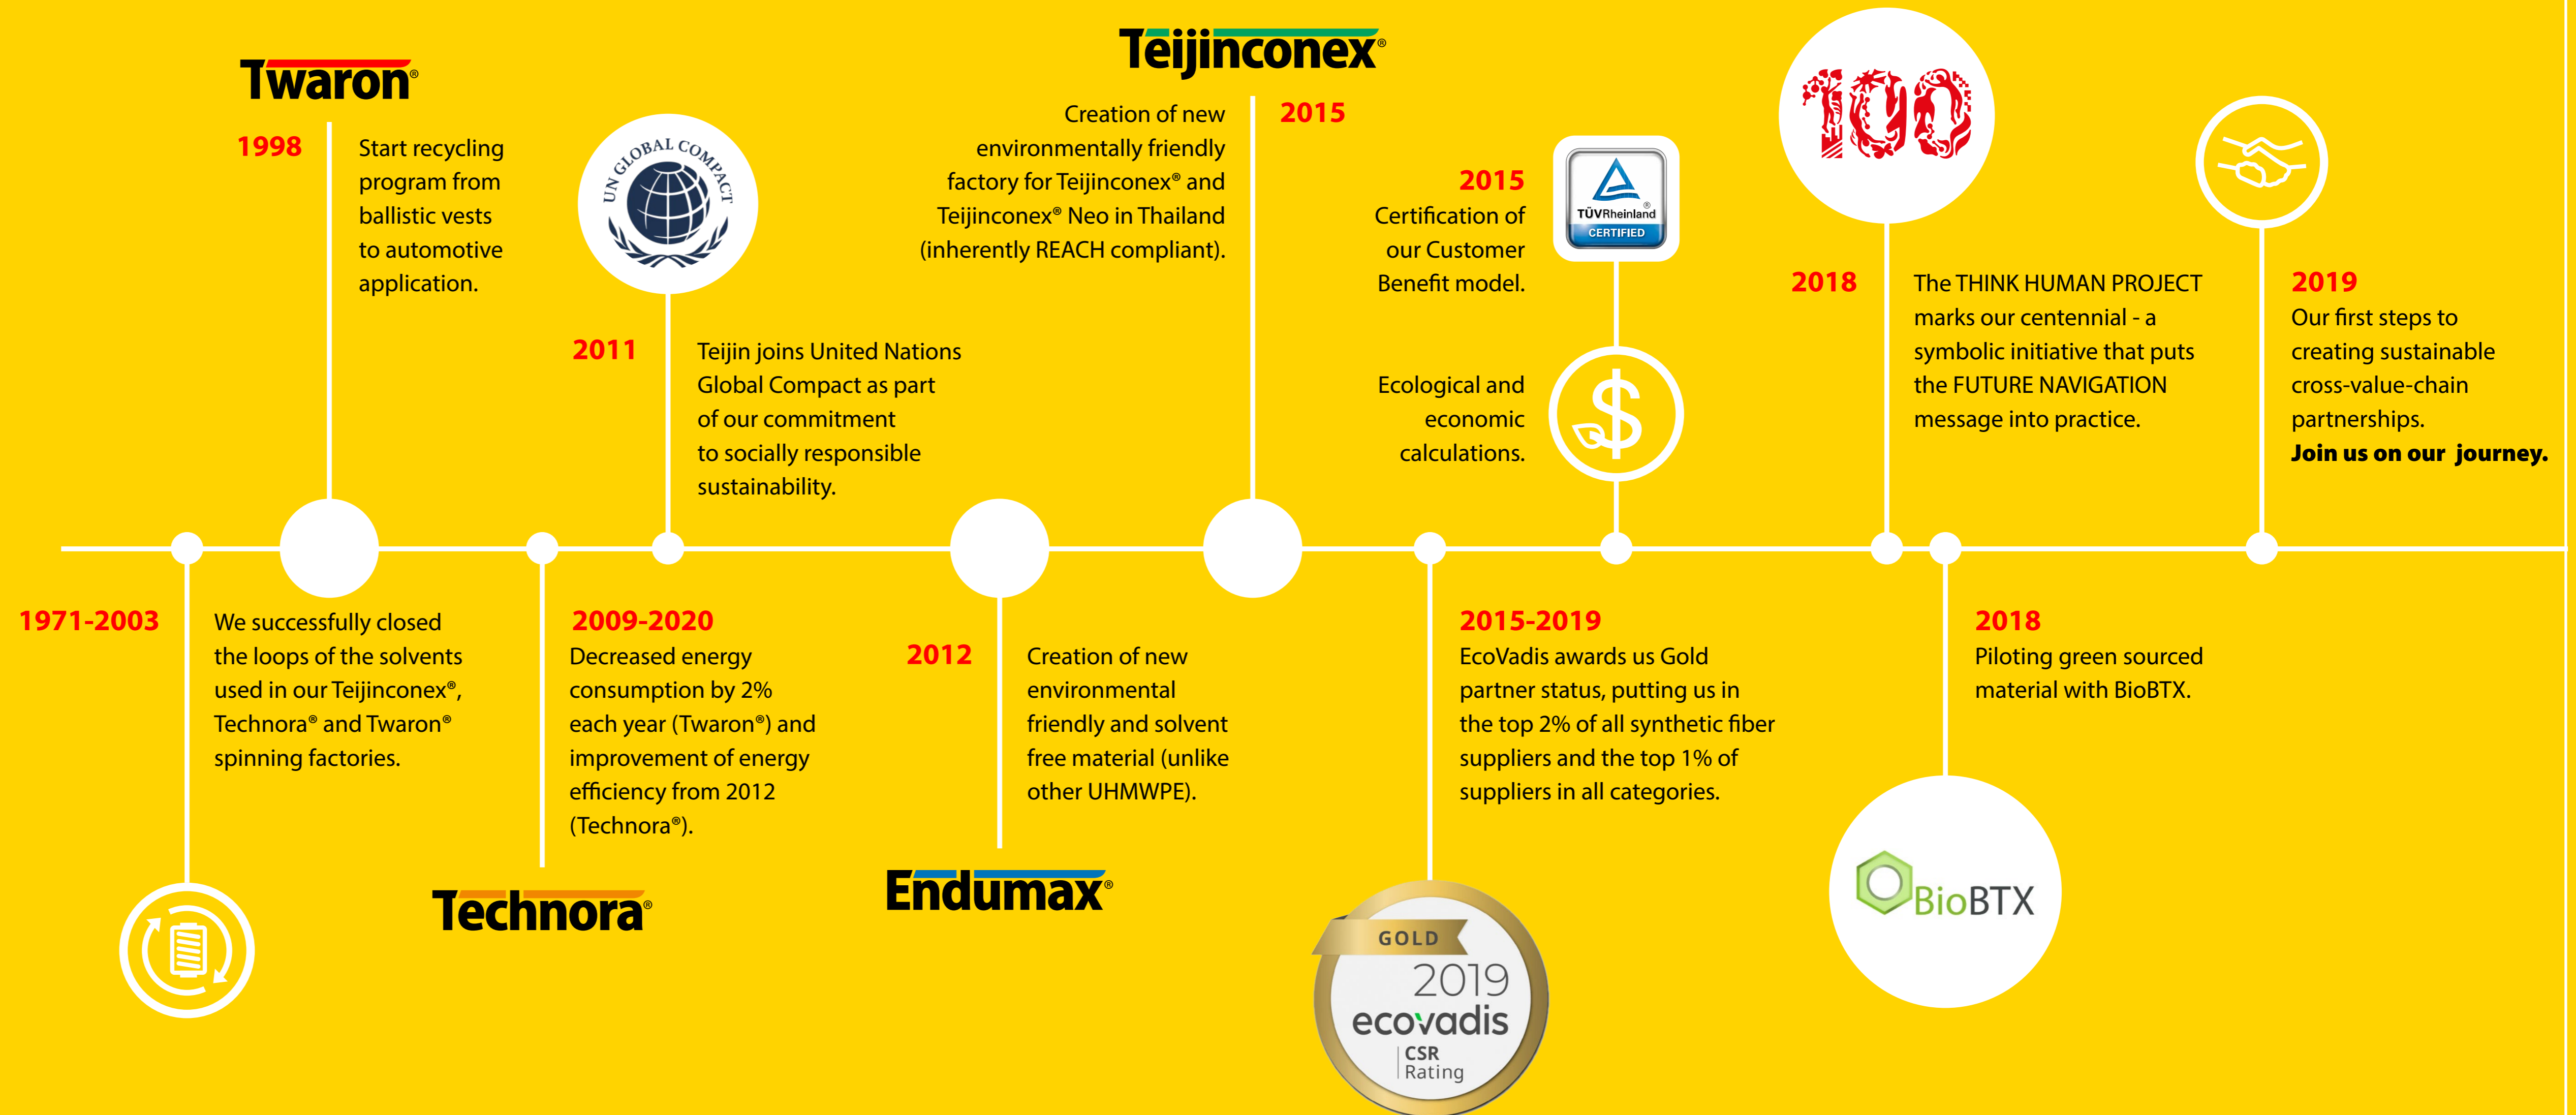 Twaron®
1998
Start recycling
program from
ballistic vests
to automotive
application.
UN GLOBAL COMPACT
2011
Teijin joins United Nations
Global Compact as part
of our commitment
to socially responsible
sustainability.
Teijinconex®
2015
Creation of new
environmentally friendly
factory for Teijinconex® and
Teijinconex® Neo in Thailand
(inherently REACH compliant).
2015
Certification of
our Customer
Benefit model.
TÜVRheinland®
CERTIFIED
Ecological and
economic
calculations.
$
100
2018
The THINK HUMAN PROJECT
marks our centennial - a
symbolic initiative that puts
the FUTURE NAVIGATION
message into practice.
2019
Our first steps to
creating sustainable
cross-value-chain
partnerships.
Join us on our journey.
1971-2003
We successfully closed
the loops of the solvents
used in our Teijinconex®,
Technora® and Twaron®
spinning factories.
2009-2020
Decreased energy
consumption by 2%
each year (Twaron®) and
improvement of energy
efficiency from 2012
(Technora®).
Technora®
2012
Creation of new
environmental
friendly and solvent
free material (unlike
other UHMWPE).
Endumax®
2015-2019
EcoVadis awards us Gold
partner status, putting us in
the top 2% of all synthetic fiber
suppliers and the top 1% of
suppliers in all categories.
GOLD
2019
ecovadis
CSR
Rating
2018
Piloting green sourced
material with BioBTX.
BioBTX